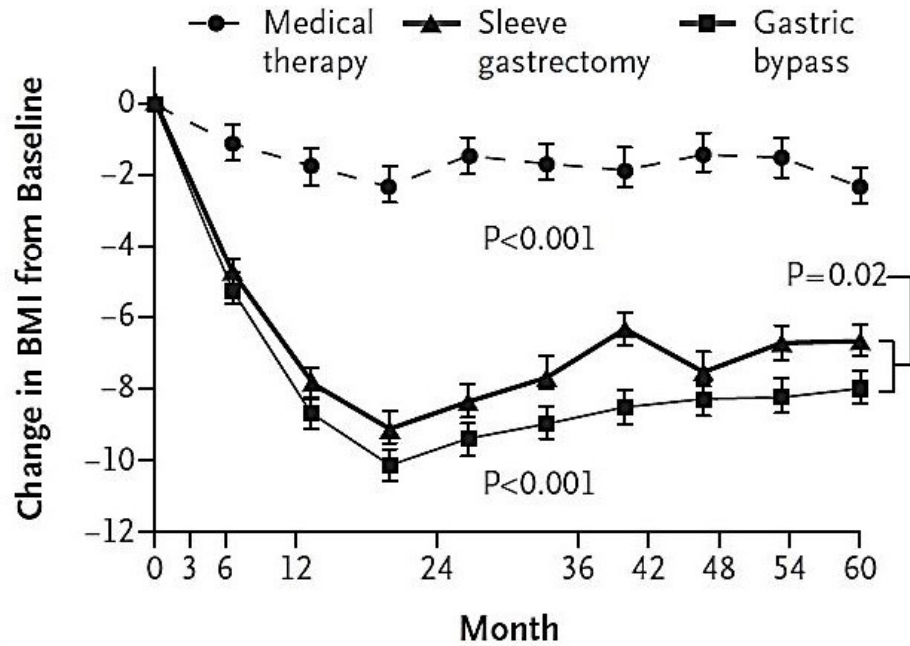 Medical therapy
Sleeve gastrectomy
Gastric bypass
Change in BMI from Baseline
0
−2
−4
−6
−8
−10
−12
P<0.001
P=0.02
P<0.001
0 3 6 12 24 36 42 48 54 60
Month